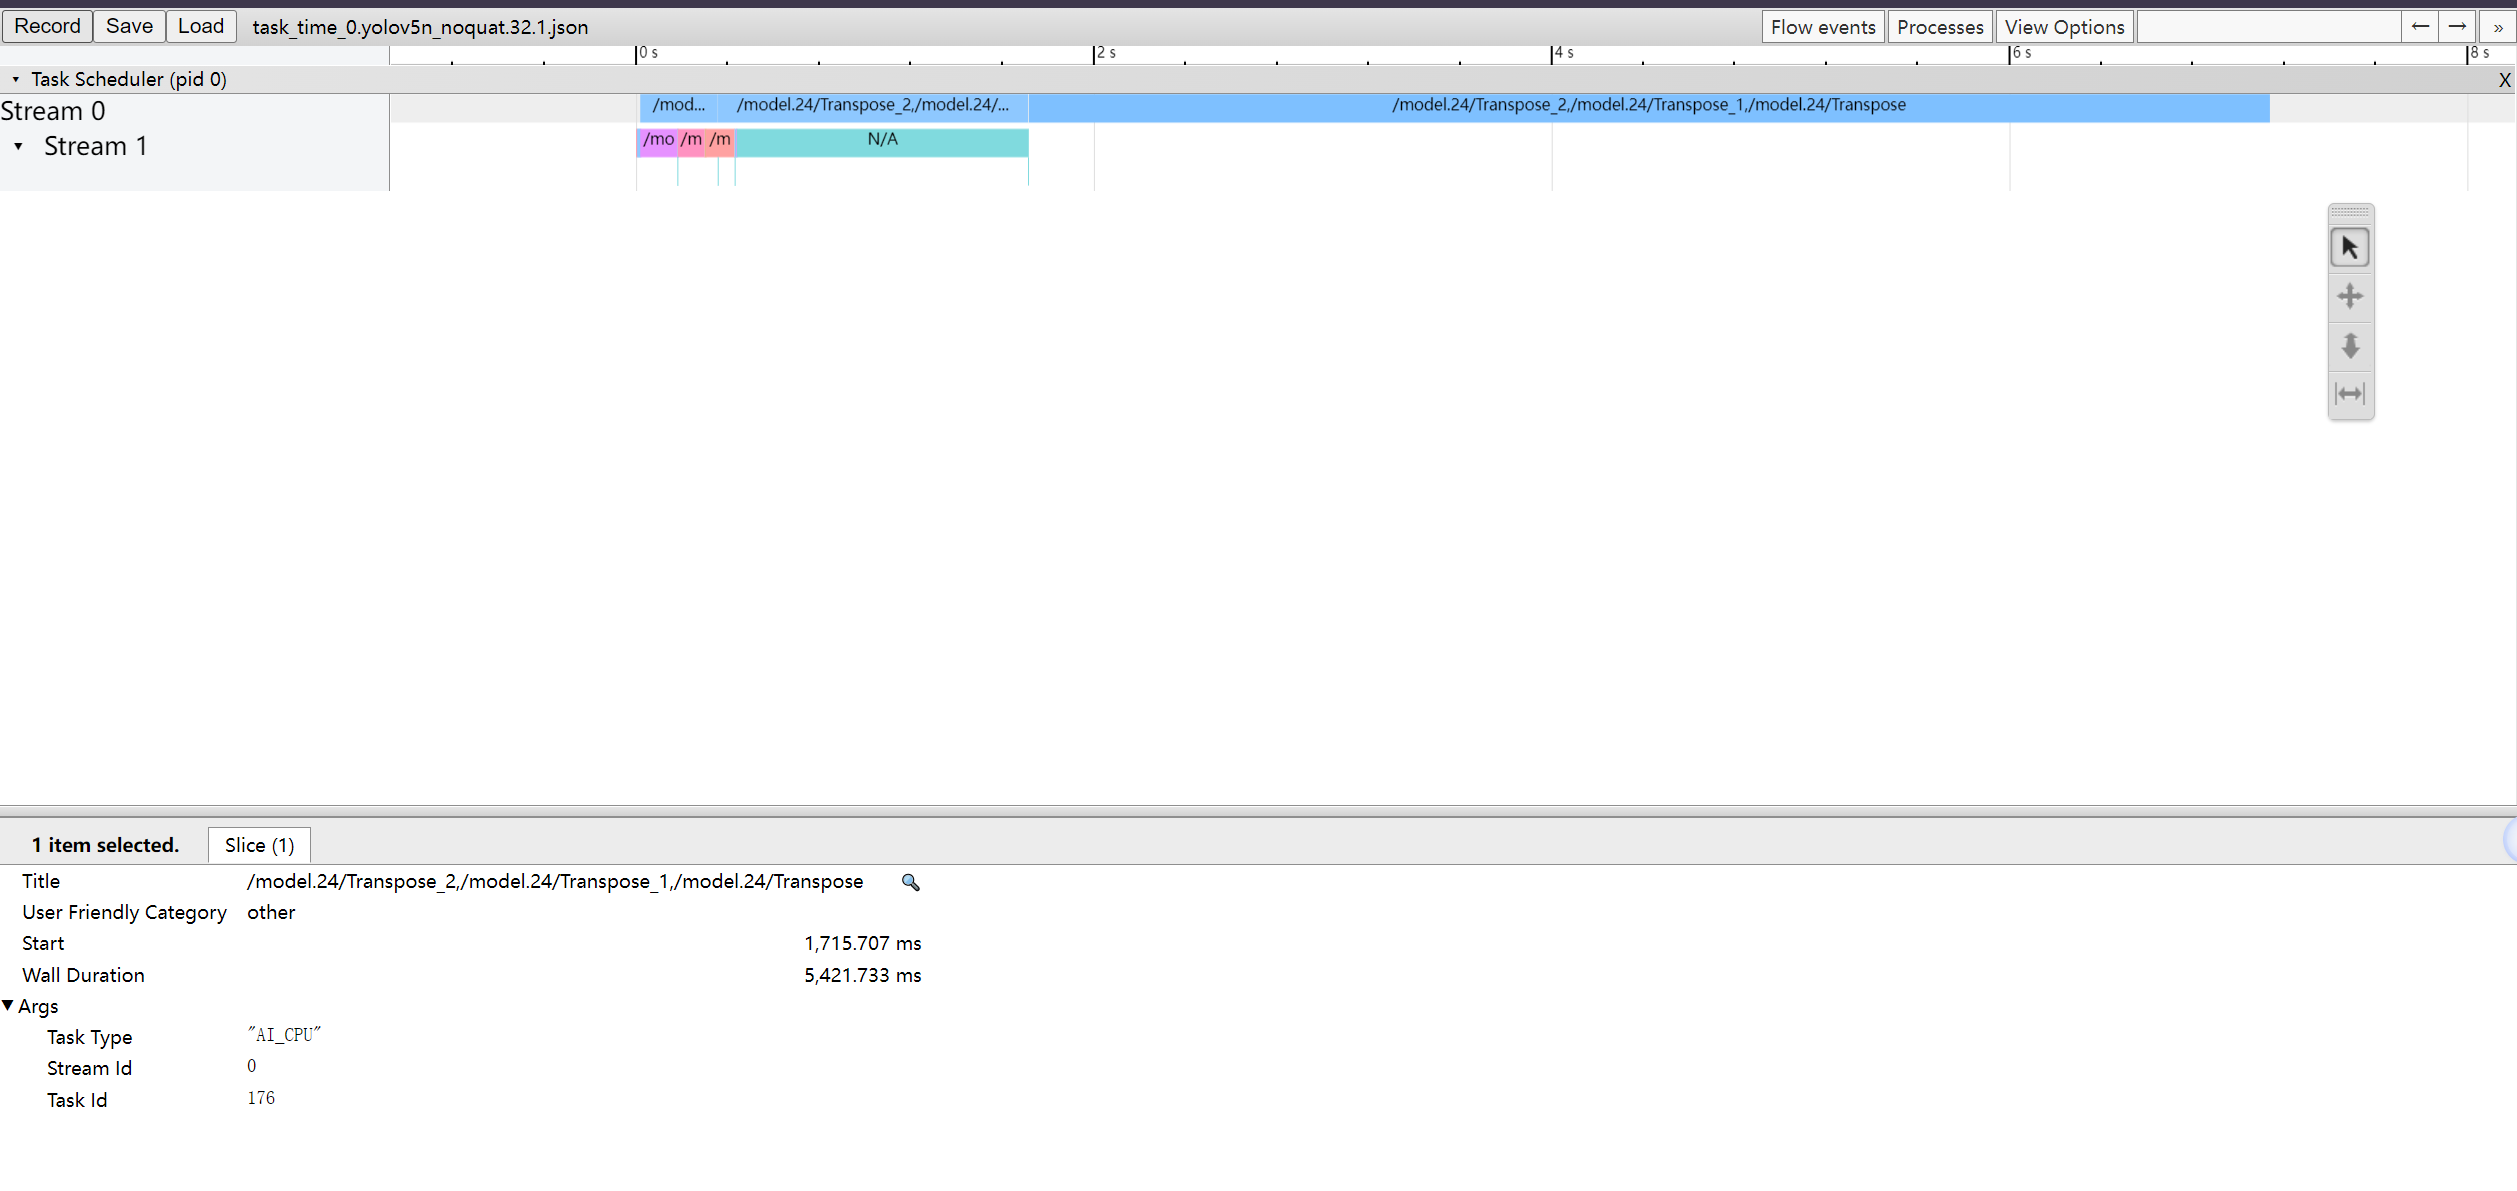 Record Save Load task_time_0.yolov5n_noquat.32.1.json Flow events Processes View Options ← → »
0 s 2 s 4 s 6 s 8 s
▾ Task Scheduler (pid 0) X
Stream 0 /mod... /model.24/Transpose_2,/model.24/... /model.24/Transpose_2,/model.24/Transpose_1,/model.24/Transpose
▾ Stream 1 /mo /m /m N/A
1 item selected. Slice (1)
Title /model.24/Transpose_2,/model.24/Transpose_1,/model.24/Transpose
User Friendly Category other
Start 1,715.707 ms
Wall Duration 5,421.733 ms
▼Args
Task Type "AI_CPU"
Stream Id 0
Task Id 176